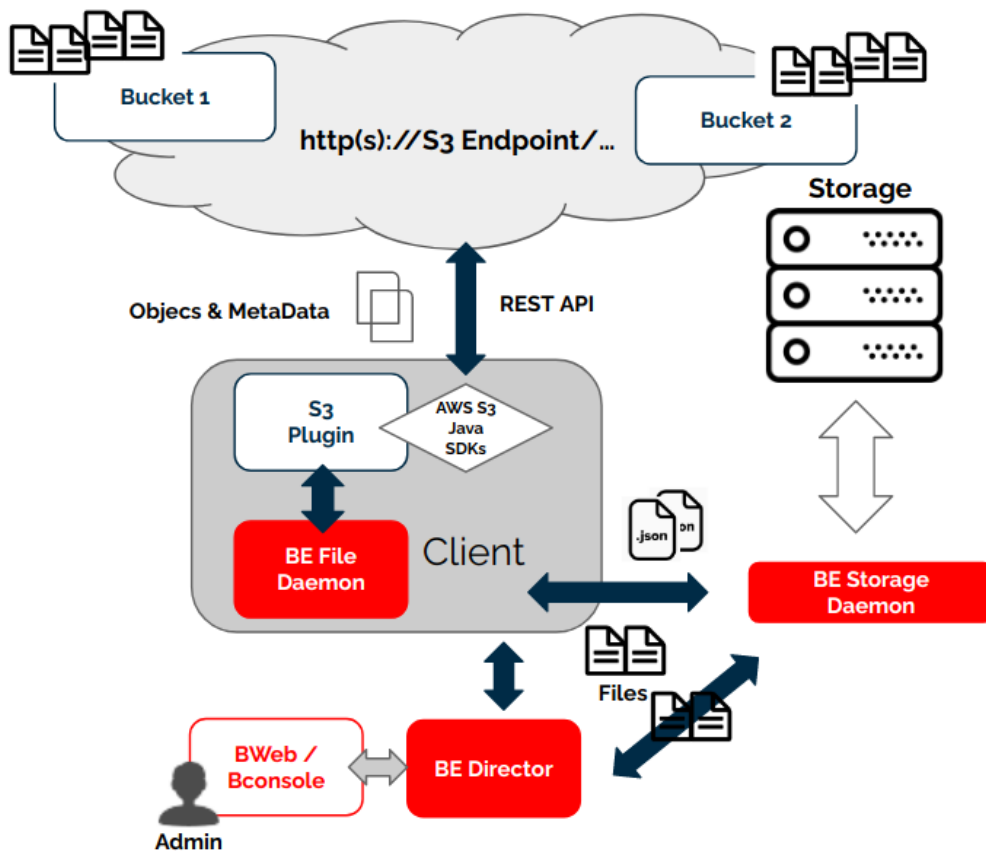 Bucket 1
Bucket 2
http(s)://S3 Endpoint/...
Storage
Objecs & MetaData
REST API
S3
Plugin
AWS S3
Java
SDKs
.json
on
BE File
Daemon
Client
BE Storage
Daemon
Files
BWeb /
Bconsole
BE Director
Admin